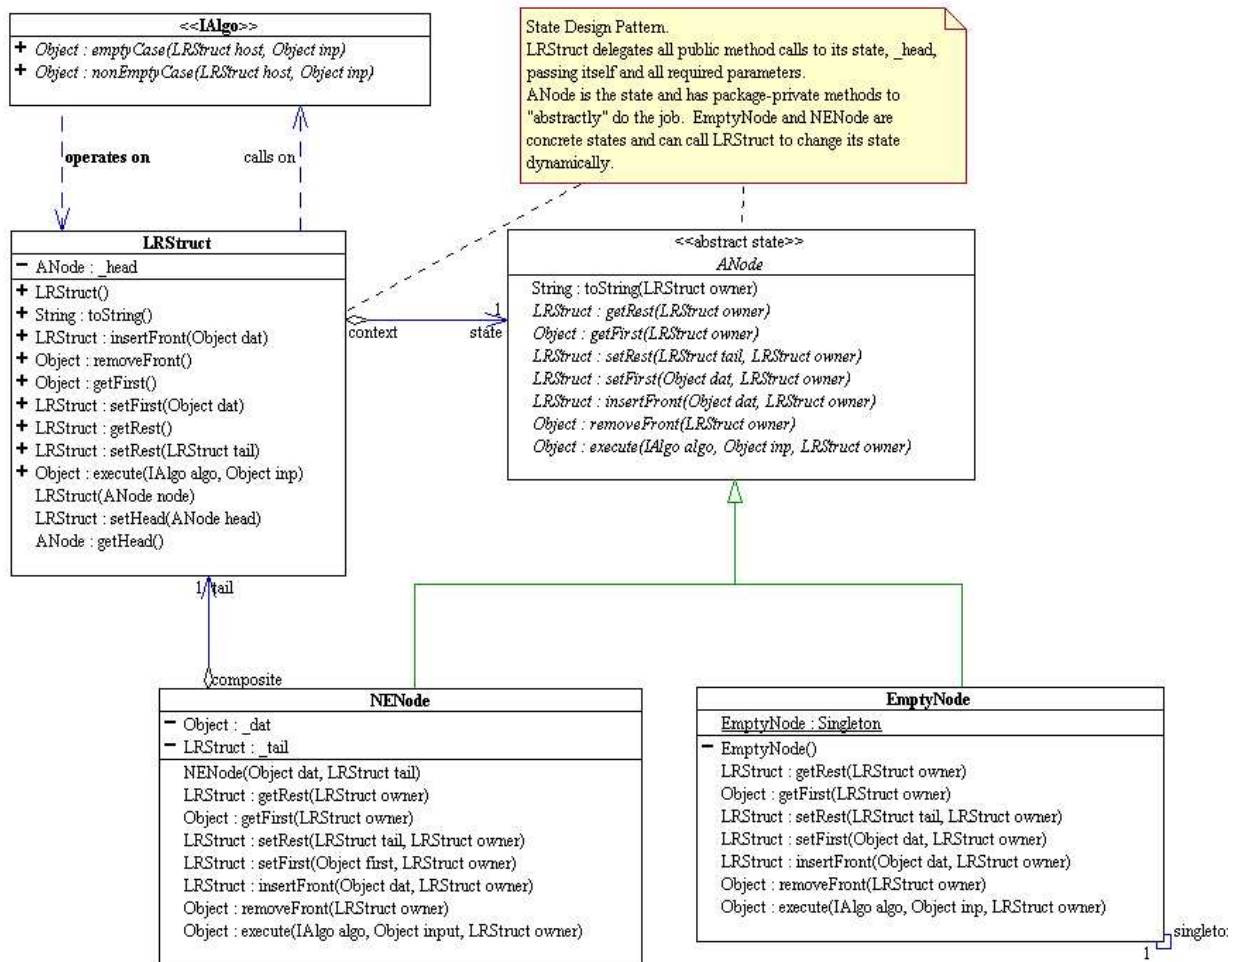 <<IAlgo>>
+ Object : emptyCase(LRStruct host, Object inp)
+ Object : nonEmptyCase(LRStruct host, Object inp)
State Design Pattern.
LRStruct delegates all public method calls to its state, _head,
passing itself and all required parameters.
ANode is the state and has package-private methods to
"abstractly" do the job. EmptyNode and NENode are
concrete states and can call LRStruct to change its state
dynamically.
operates on
calls on
LRStruct
- ANode : _head
+ LRStruct()
+ String : toString()
+ LRStruct : insertFront(Object dat)
+ Object : removeFront()
+ Object : getFirst()
+ LRStruct : setFirst(Object dat)
+ LRStruct : getRest()
+ LRStruct : setRest(LRStruct tail)
+ Object : execute(IAlgo algo, Object inp)
LRStruct(ANode node)
LRStruct : setHead(ANode head)
ANode : getHead()
context
1
state
<<abstract state>>
ANode
String : toString(LRStruct owner)
LRStruct : getRest(LRStruct owner)
Object : getFirst(LRStruct owner)
LRStruct : setRest(LRStruct tail, LRStruct owner)
LRStruct : setFirst(Object dat, LRStruct owner)
LRStruct : insertFront(Object dat, LRStruct owner)
Object : removeFront(LRStruct owner)
Object : execute(IAlgo algo, Object inp, LRStruct owner)
1 tail
composite
NENode
- Object : _dat
- LRStruct : _tail
NENode(Object dat, LRStruct tail)
LRStruct : getRest(LRStruct owner)
Object : getFirst(LRStruct owner)
LRStruct : setRest(LRStruct tail, LRStruct owner)
LRStruct : setFirst(Object first, LRStruct owner)
LRStruct : insertFront(Object dat, LRStruct owner)
Object : removeFront(LRStruct owner)
Object : execute(IAlgo algo, Object input, LRStruct owner)
EmptyNode
EmptyNode : Singleton
- EmptyNode()
LRStruct : getRest(LRStruct owner)
Object : getFirst(LRStruct owner)
LRStruct : setRest(LRStruct tail, LRStruct owner)
LRStruct : setFirst(Object dat, LRStruct owner)
LRStruct : insertFront(Object dat, LRStruct owner)
Object : removeFront(LRStruct owner)
Object : execute(IAlgo algo, Object inp, LRStruct owner)
singleto:
1